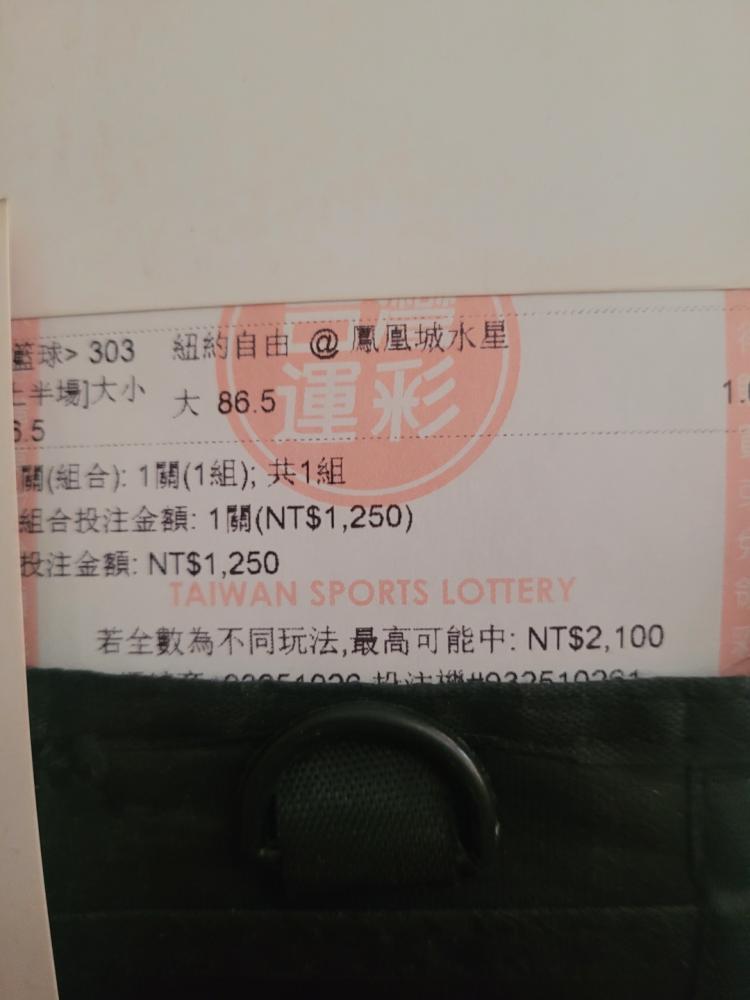 籃球> 303 紐約自由 @ 鳳凰城水星
上半場]大小 大 86.5 1.
6.5
關(組合): 1關(1組); 共1組
組合投注金額: 1關(NT$1,250)
投注金額: NT$1,250
運彩
TAIWAN SPORTS LOTTERY
若全數為不同玩法,最高可能中: NT$2,100